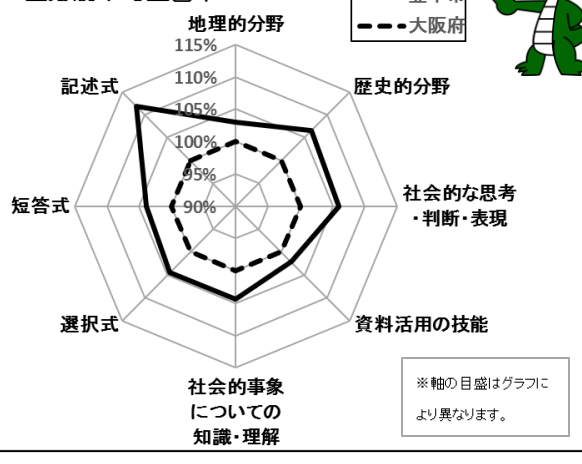 大阪府
地理的分野
115%
110%
105%
100%
95%
90%
記述式
歴史的分野
短答式
社会的な思考
・判断・表現
選択式
資料活用の技能
社会的事象
についての
知識・理解
※軸の目盛はグラフに
より異なります。